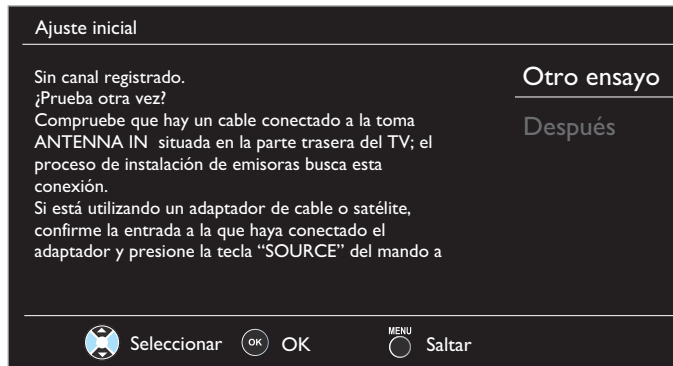 Ajuste inicial
Sin canal registrado.
¿Prueba otra vez?
Compruebe que hay un cable conectado a la toma
ANTENNA IN situada en la parte trasera del TV; el
proceso de instalación de emisoras busca esta
conexión.
Si está utilizando un adaptador de cable o satélite,
confirme la entrada a la que haya conectado el
adaptador y presione la tecla “SOURCE” del mando a
Otro ensayo
Después
Seleccionar OK OK MENU Saltar